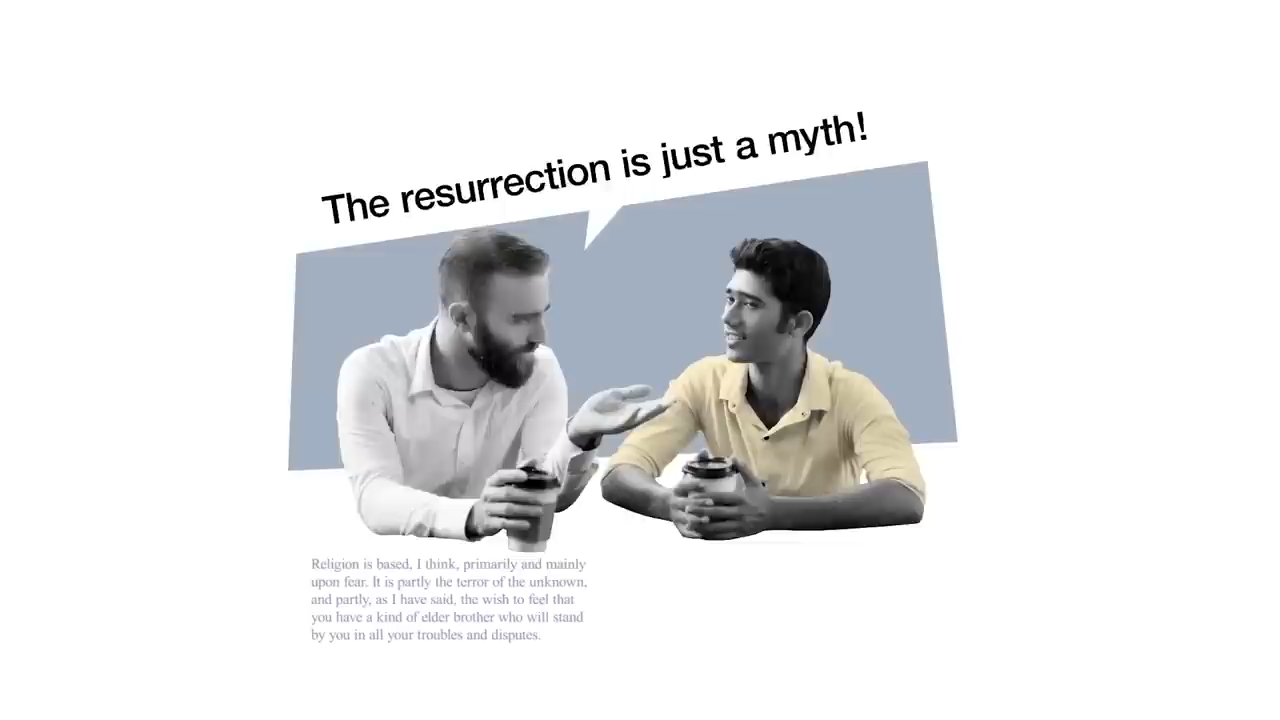 The resurrection is just a myth!
Religion is based, I think, primarily and mainly
upon fear. It is partly the terror of the unknown,
and partly, as I have said, the wish to feel that
you have a kind of elder brother who will stand
by you in all your troubles and disputes.